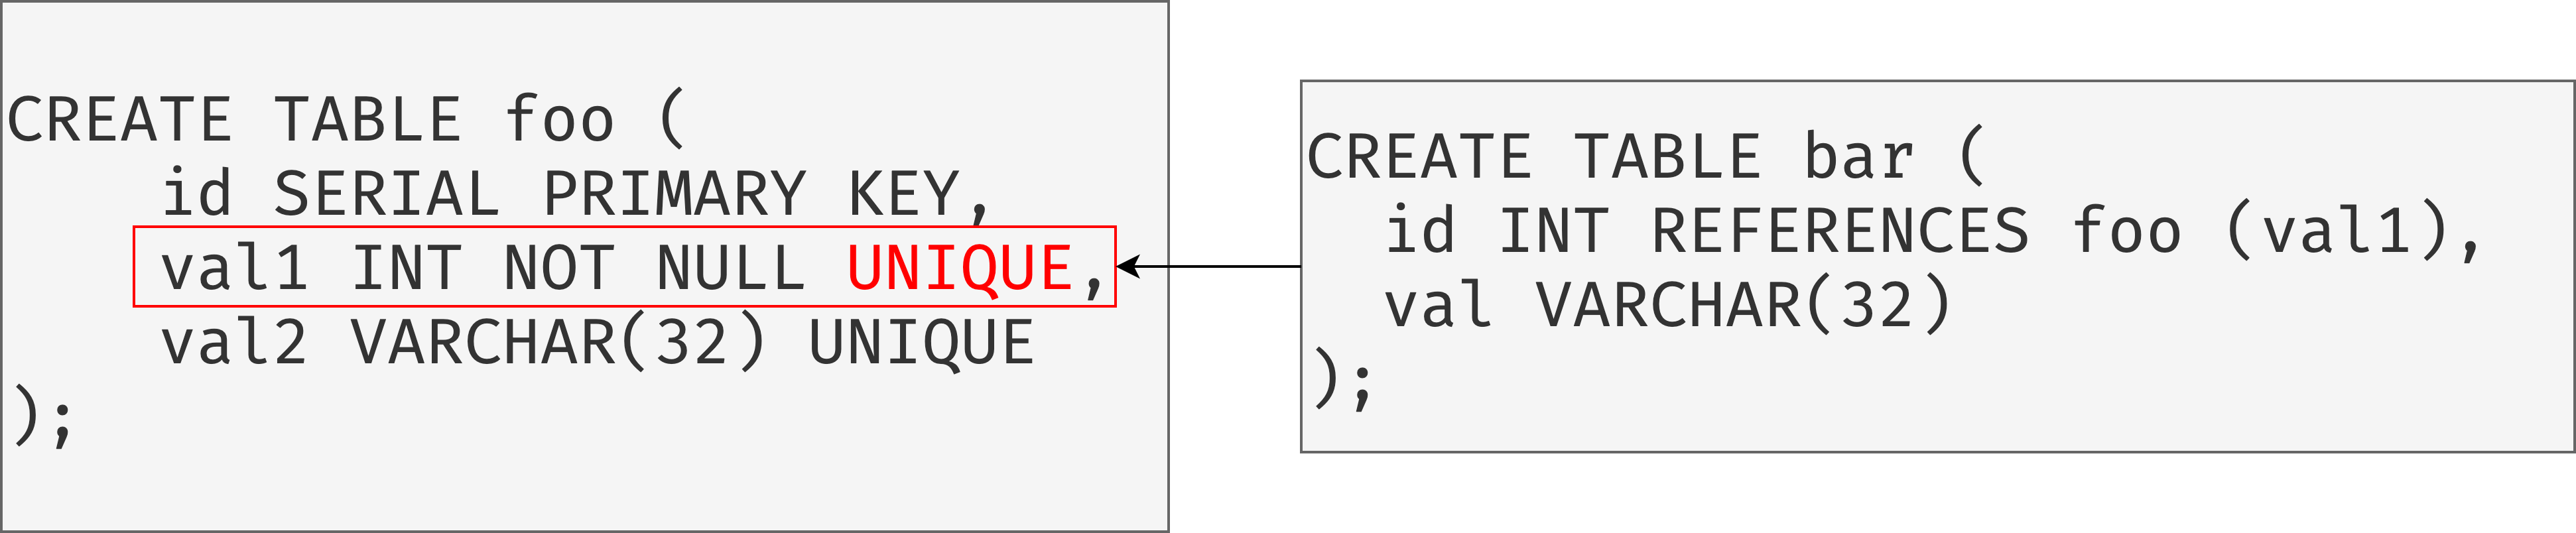 CREATE TABLE foo (
    id SERIAL PRIMARY KEY,
    val1 INT NOT NULL UNIQUE,
    val2 VARCHAR(32) UNIQUE
);
CREATE TABLE bar (
  id INT REFERENCES foo (val1),
  val VARCHAR(32)
);